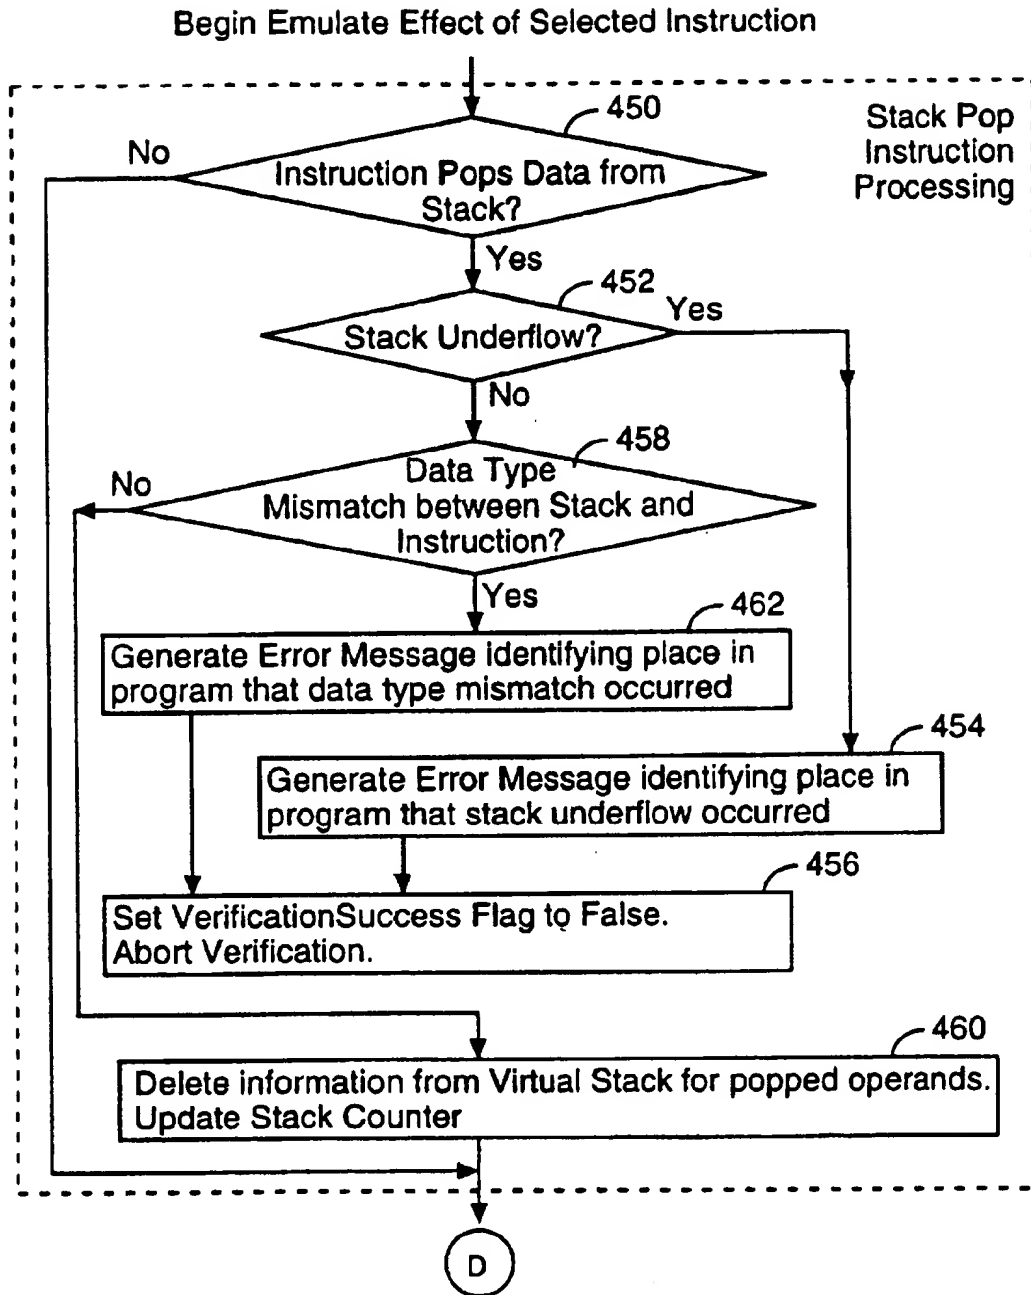 Begin Emulate Effect of Selected Instruction
Stack Pop
Instruction
Processing
450
No
Instruction Pops Data from
Stack?
Yes
452
Yes
Stack Underflow?
No
458
No
Data Type
Mismatch between Stack and
Instruction?
Yes
462
Generate Error Message identifying place in
program that data type mismatch occurred
454
Generate Error Message identifying place in
program that stack underflow occurred
456
Set VerificationSuccess Flag to False.
Abort Verification.
460
Delete information from Virtual Stack for popped operands.
Update Stack Counter
D